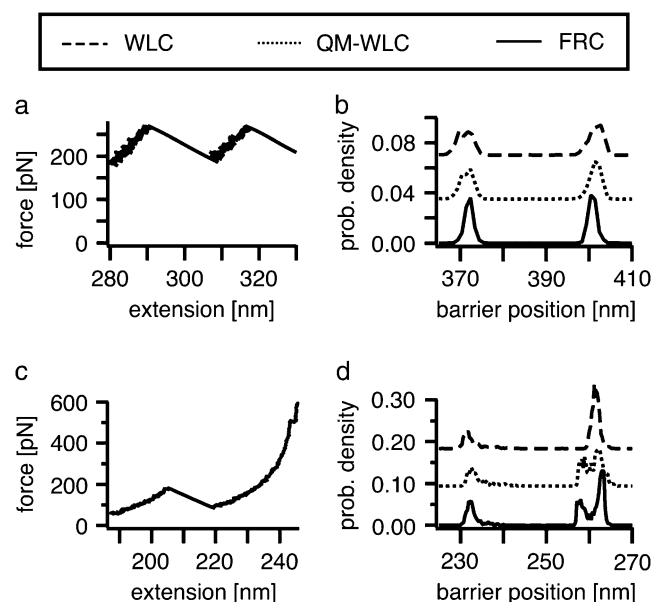 WLC QM-WLC FRC
a
force [pN]
200
100
0
280 300 320
extension [nm]
b
prob. density
0.08
0.04
0.00
370 390 410
barrier position [nm]
c
force [pN]
600
400
200
0
200 220 240
extension [nm]
d
prob. density
0.30
0.20
0.10
0.00
230 250 270
barrier position [nm]